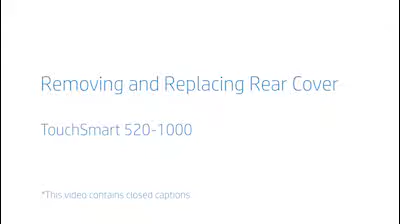 Removing and Replacing Rear Cover
TouchSmart 520-1000
*This video contains closed captions